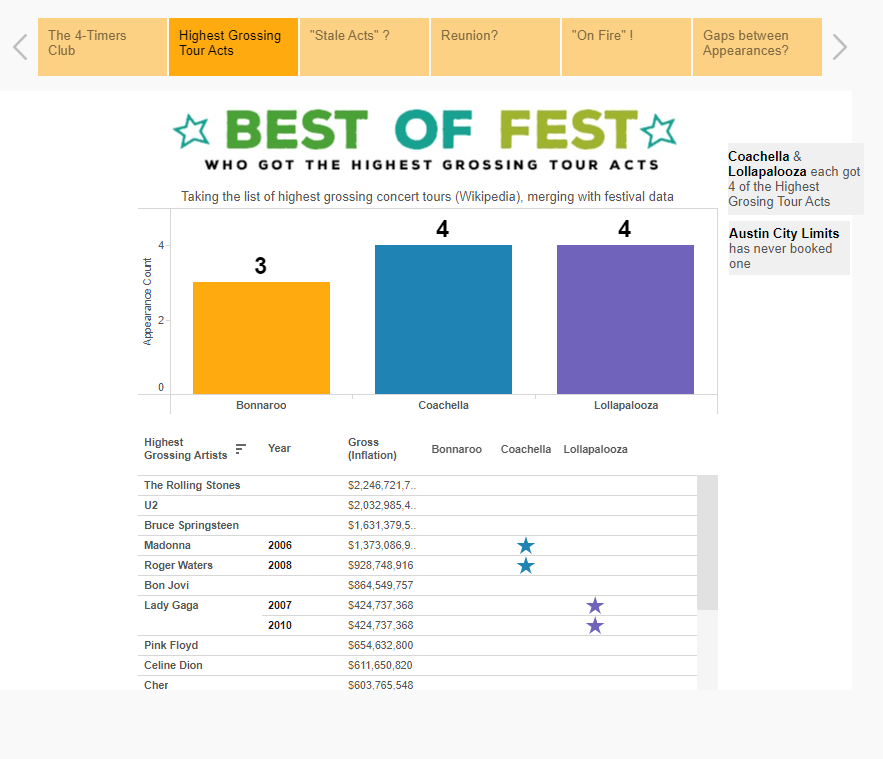 The 4-Timers
Club
Highest Grossing
Tour Acts
"Stale Acts" ?
Reunion?
"On Fire" !
Gaps between
Appearances?
BEST OF FEST
WHO GOT THE HIGHEST GROSSING TOUR ACTS
Taking the list of highest grossing concert tours (Wikipedia), merging with festival data
Coachella &
Lollapalooza each got
4 of the Highest
Grosing Tour Acts
Austin City Limits
has never booked
one
Appearance Count
4
2
0
3
4
4
Bonnaroo Coachella Lollapalooza
Highest
Grossing Artists
Year
Gross
(Inflation)
Bonnaroo Coachella Lollapalooza
The Rolling Stones $2,246,721,7..
U2 $2,032,985,4..
Bruce Springsteen $1,631,379,5..
Madonna 2006 $1,373,086,9..
Roger Waters 2008 $928,748,916
Bon Jovi $864,549,757
Lady Gaga 2007 $424,737,368
2010 $424,737,368
Pink Floyd $654,632,800
Celine Dion $611,650,820
Cher $603,765,548